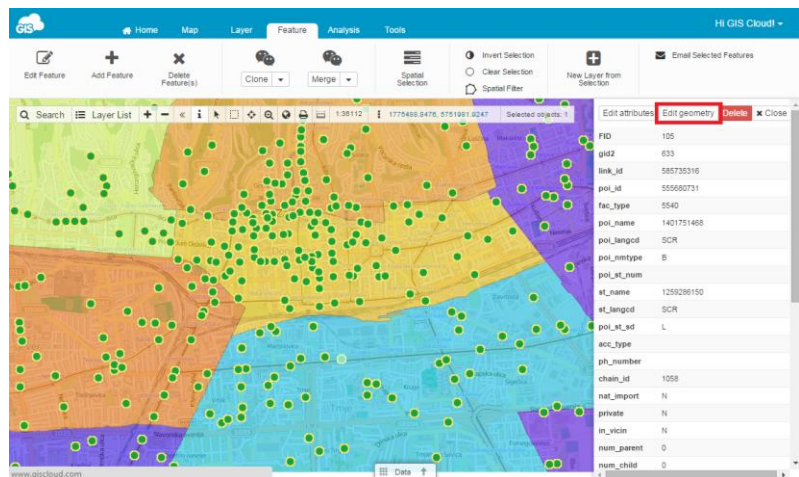 GIS
Home Map Layer Feature Analysis Tools
Hi GIS Cloud!
Edit Feature
Add Feature
Delete
Feature(s)
Clone
Merge
Spatial
Selection
Invert Selection
Clear Selection
Spatial Filter
New Layer from
Selection
Email Selected Features
Search Layer List 1:36112 1775488.8476, 5751981.9247 Selected objects: 1
Edit attributes Edit geometry Delete Close
FID 105
gid2 633
link_id 585735316
poi_id 555680731
fac_type 5540
poi_name 1401751468
poi_langcd SCR
poi_nmtype B
poi_st_num
st_name 1259286150
st_langcd SCR
poi_st_sd L
acc_type
ph_number
chain_id 1058
nat_import N
private N
in_vicin N
num_parent 0
num_child 0
Martinovka
Savica
Trešnjevka
Data
www.giscloud.com